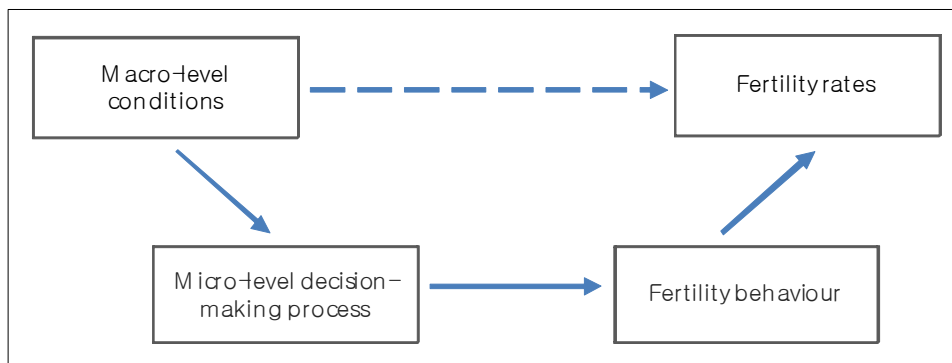 Macro-level
conditions
Fertility rates
Micro-level decision-
making process
Fertility behaviour